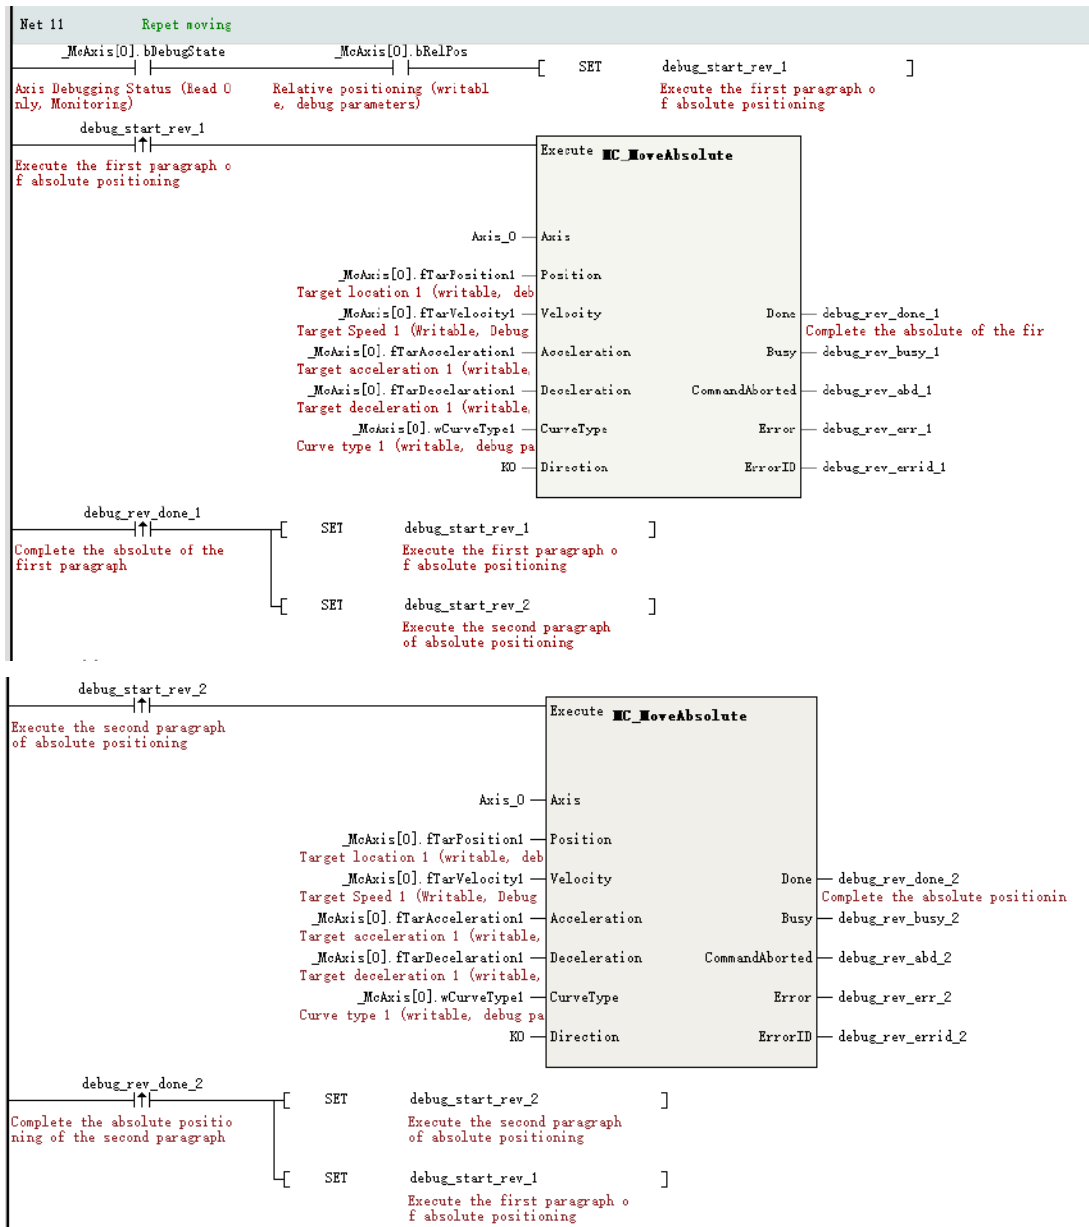 Net 11 Repet moving
_McAxis[0].bDebugState _McAxis[0].bRelPos
[ SET debug_start_rev_1 ]
Axis Debugging Status (Read O
nly, Monitoring)
Relative positioning (writabl
e, debug parameters)
Execute the first paragraph o
f absolute positioning
debug_start_rev_1
Execute the first paragraph o
f absolute positioning
Execute MC_MoveAbsolute
Axis_0 Axis
_McAxis[0].fTarPosition1 Position
Target location 1 (writable, deb
_McAxis[0].fTarVelocity1 Velocity Done debug_rev_done_1
Target Speed 1 (Writable, Debug Complete the absolute of the fir
_McAxis[0].fTarAcceleration1 Acceleration Busy debug_rev_busy_1
Target acceleration 1 (writable,
_McAxis[0].fTarDecelaration1 Deceleration CommandAborted debug_rev_abd_1
Target deceleration 1 (writable,
_McAxis[0].wCurveType1 CurveType Error debug_rev_err_1
Curve type 1 (writable, debug pa
K0 Direction ErrorID debug_rev_errid_1
debug_rev_done_1
[ SET debug_start_rev_1 ]
Complete the absolute of the
first paragraph
Execute the first paragraph o
f absolute positioning
[ SET debug_start_rev_2 ]
Execute the second paragraph
of absolute positioning
debug_start_rev_2
Execute the second paragraph
of absolute positioning
Execute MC_MoveAbsolute
Axis_0 Axis
_McAxis[0].fTarPosition1 Position
Target location 1 (writable, deb
_McAxis[0].fTarVelocity1 Velocity Done debug_rev_done_2
Target Speed 1 (Writable, Debug Complete the absolute positionin
_McAxis[0].fTarAcceleration1 Acceleration Busy debug_rev_busy_2
Target acceleration 1 (writable,
_McAxis[0].fTarDecelaration1 Deceleration CommandAborted debug_rev_abd_2
Target deceleration 1 (writable,
_McAxis[0].wCurveType1 CurveType Error debug_rev_err_2
Curve type 1 (writable, debug pa
K0 Direction ErrorID debug_rev_errid_2
debug_rev_done_2
[ SET debug_start_rev_2 ]
Complete the absolute positio
ning of the second paragraph
Execute the second paragraph
of absolute positioning
[ SET debug_start_rev_1 ]
Execute the first paragraph o
f absolute positioning